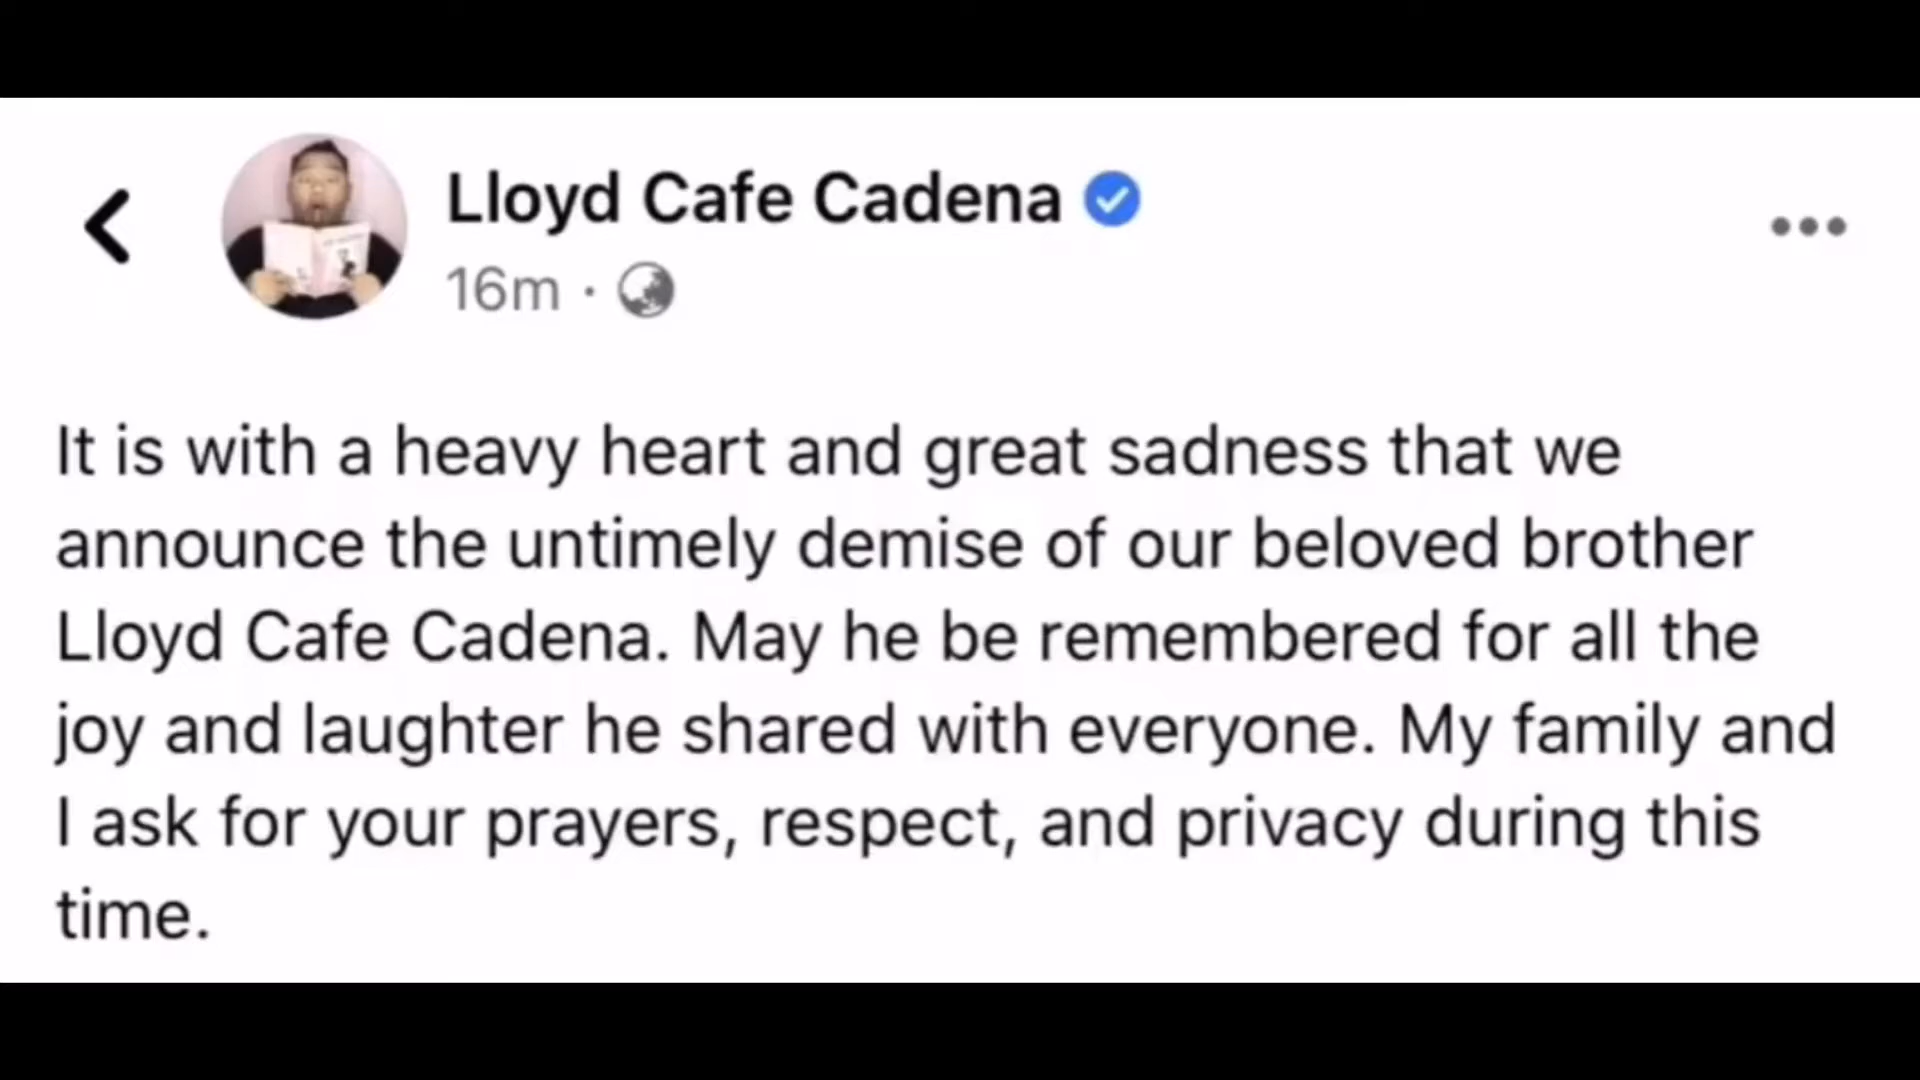 Lloyd Cafe Cadena
16m ·
It is with a heavy heart and great sadness that we
announce the untimely demise of our beloved brother
Lloyd Cafe Cadena. May he be remembered for all the
joy and laughter he shared with everyone. My family and
I ask for your prayers, respect, and privacy during this
time.